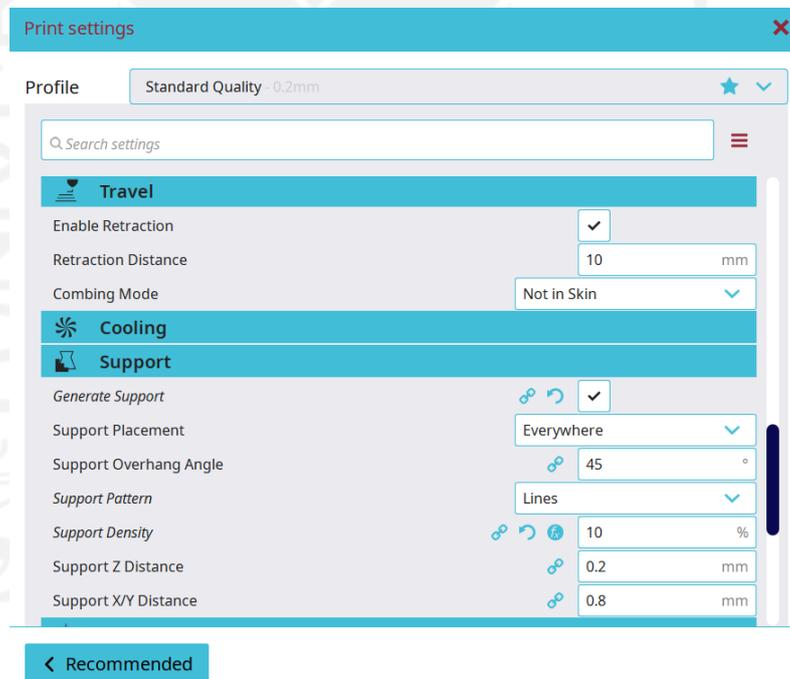 Print settings
Profile Standard Quality - 0.2mm
Search settings
Travel
Enable Retraction
Retraction Distance 10 mm
Combing Mode Not in Skin
Cooling
Support
Generate Support
Support Placement Everywhere
Support Overhang Angle 45 °
Support Pattern Lines
Support Density 10 %
Support Z Distance 0.2 mm
Support X/Y Distance 0.8 mm
Recommended